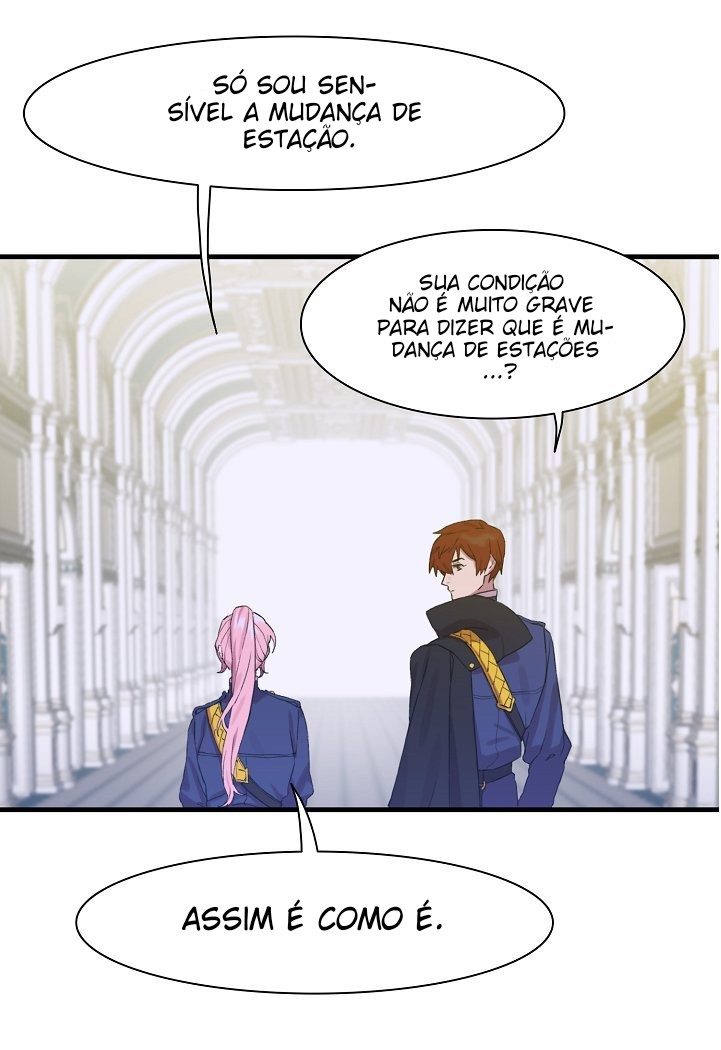 SÓ SOU SEN-
SÍVEL A MUDANÇA DE
ESTAÇÃO.
SUA CONDIÇÃO
NÃO É MUITO GRAVE
PARA DIZER QUE É MU-
DANÇA DE ESTAÇÕES
...?
ASSIM É COMO É.